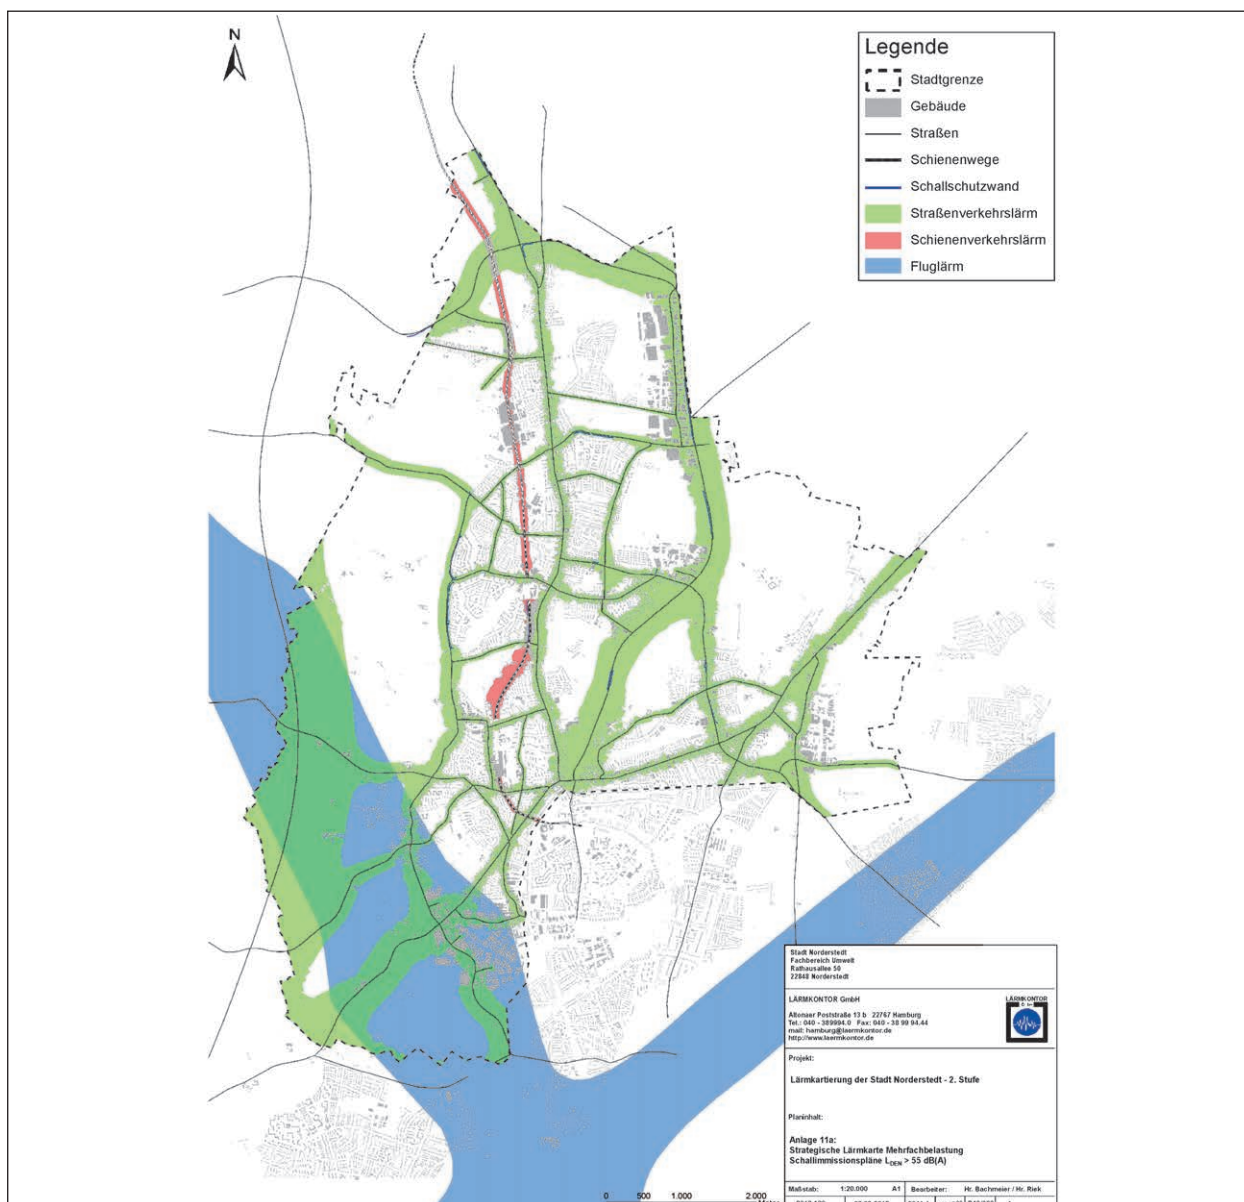 N
Legende
Stadtgrenze
Gebäude
Straßen
Schienenwege
Schallschutzwand
Straßenverkehrslärm
Schienenverkehrslärm
Fluglärm
Stadt Norderstedt
Fachbereich Umwelt
Rathausallee 50
22848 Norderstedt
LÄRMKONTOR GmbH
Altonaer Poststraße 13 b 22767 Hamburg
Tel.: 040 - 389994.0 Fax: 040 - 38 99 94.44
mail: hamburg@laermkontor.de
http://www.laermkontor.de
LÄRMKONTOR
Projekt:
Lärmkartierung der Stadt Norderstedt - 2. Stufe
Planinhalt:
Anlage 11a:
Strategische Lärmkarte Mehrfachbelastung
Schallimmissionspläne LDEN > 55 dB(A)
Maßstab: 1:20.000 A1 Bearbeiter: Hr. Bachmeier / Hr. Riek
0 500 1.000 2.000